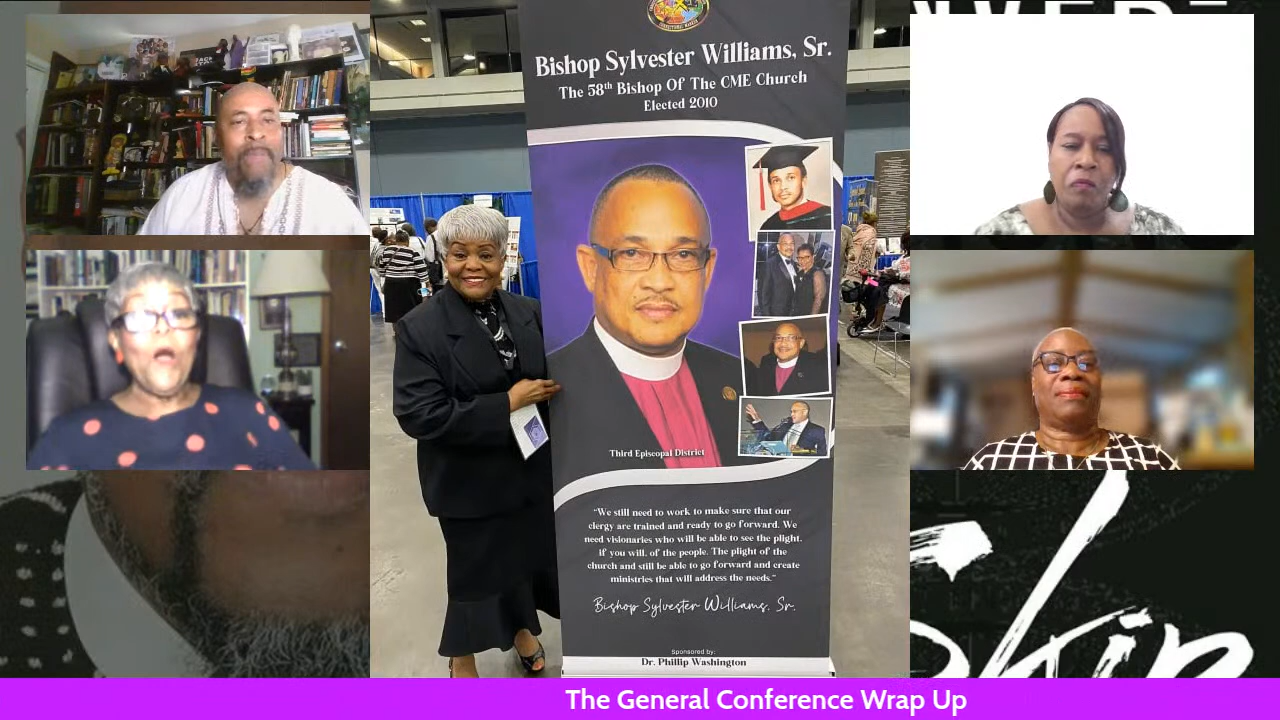 Bishop Sylvester Williams, Sr.
The 58th Bishop Of The CME Church
Elected 2010
Third Episcopal District
"We still need to work to make sure that our
clergy are trained and ready to go forward. We
need visionaries who will be able to see the plight.
If you will, of the people. The plight of the
church and still be able to go forward and create
ministries that will address the needs."
Bishop Sylvester Williams, Sr.
Sponsored by:
Dr. Phillip Washington
The General Conference Wrap Up